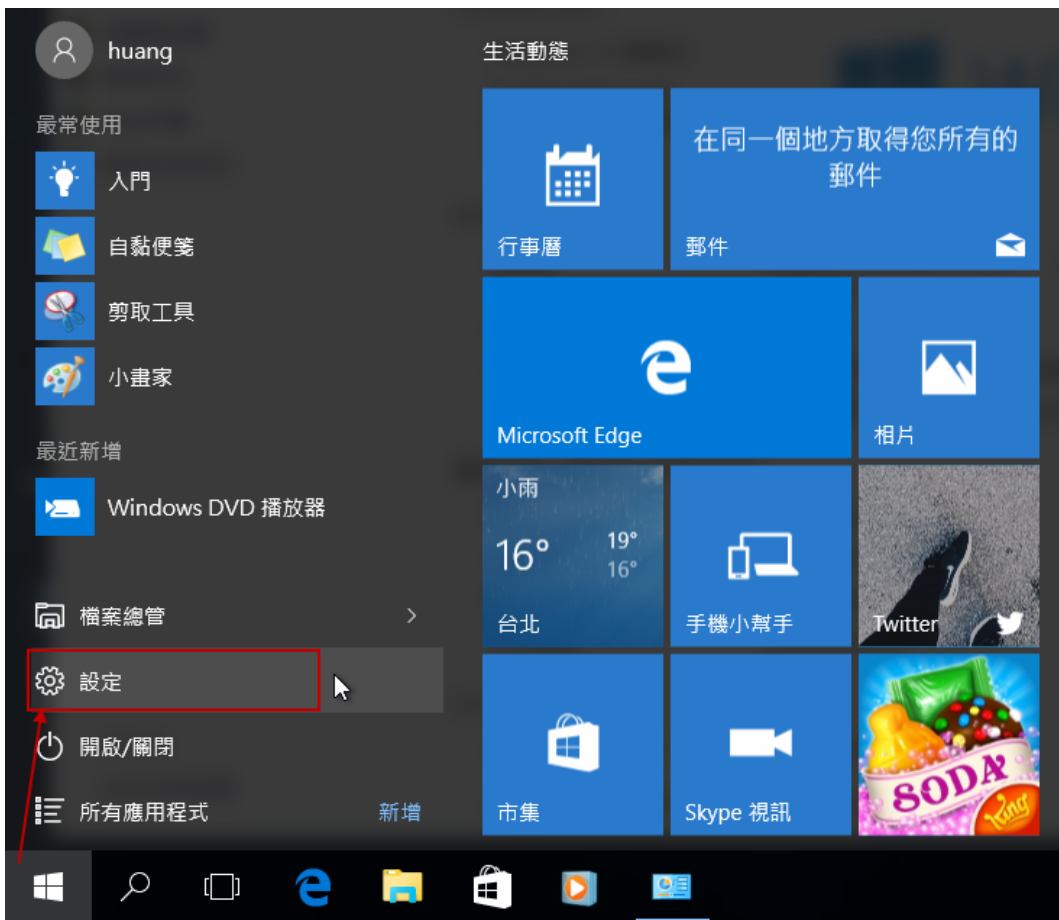 huang
最常使用
入門
自黏便箋
剪取工具
小畫家
最近新增
Windows DVD 播放器
檔案總管
設定
開啟/關閉
所有應用程式
新增
生活動態
行事曆
在同一個地方取得您所有的
郵件
郵件
Microsoft Edge
相片
小雨
16°
19°
16°
台北
手機小幫手
Twitter
市集
Skype 視訊
SODA
King